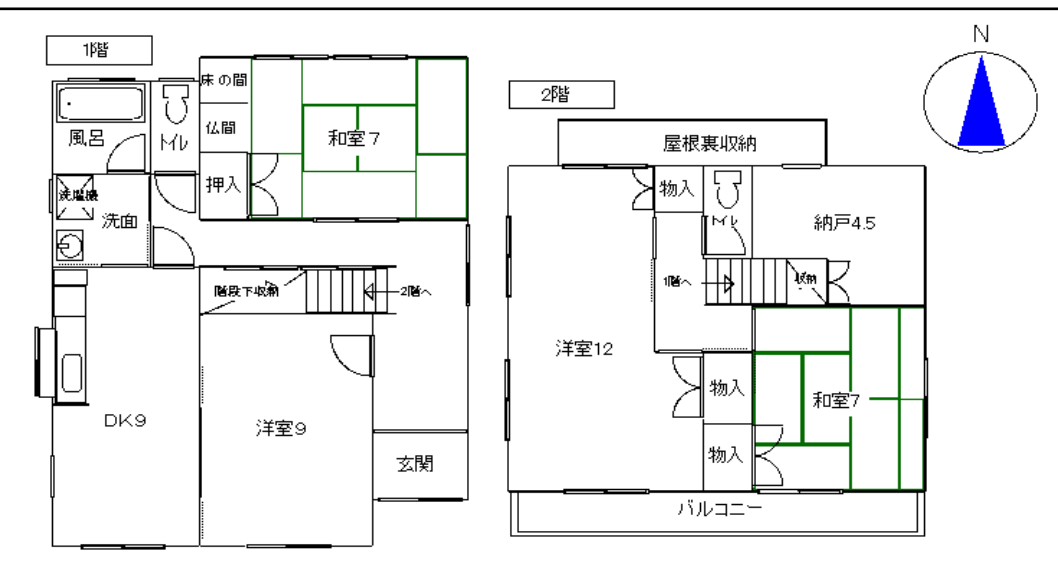 1階
床の間
仏間
押入
和室7
風呂
トイレ
洗濯機
洗面
階段下収納
2階へ
DK9
洋室9
玄関
N
2階
屋根裏収納
物入
トイレ
納戸4.5
1階へ
収納
洋室12
物入
和室7
物入
バルコニー